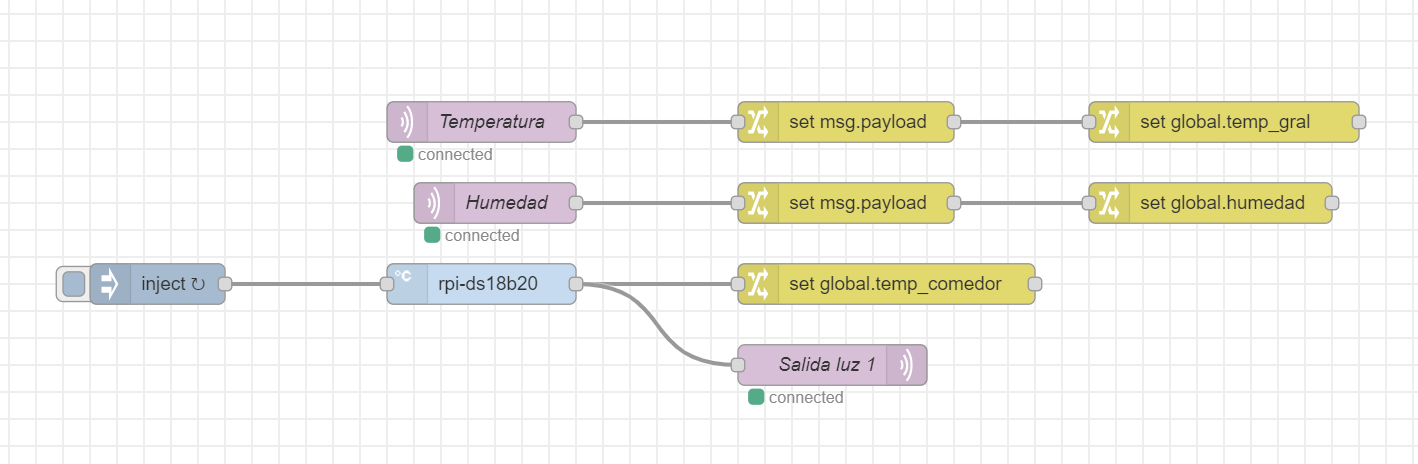 Temperatura
set msg.payload
set global.temp_gral
connected
Humedad
set msg.payload
set global.humedad
connected
inject ↻
°C
rpi-ds18b20
set global.temp_comedor
Salida luz 1
connected